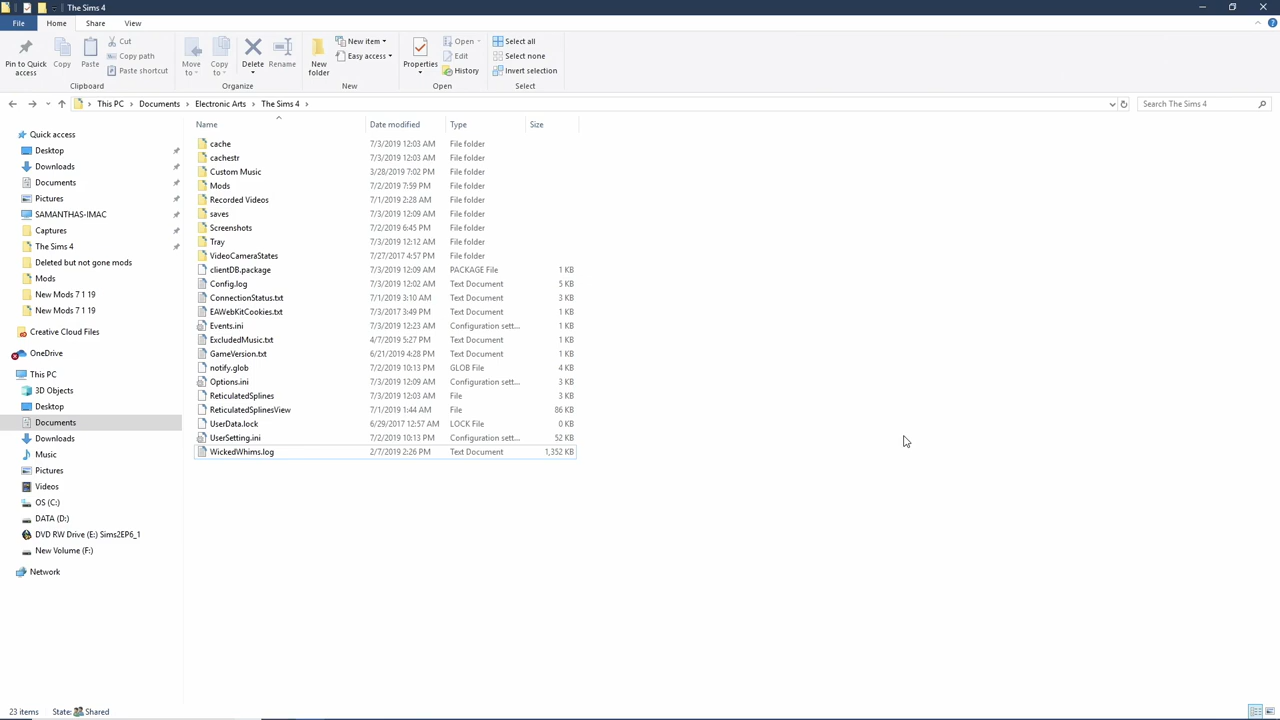 The Sims 4
File Home Share View
Pin to Quick access
Copy
Paste
Cut
Copy path
Paste shortcut
Clipboard
Move to
Copy to
Delete
Rename
Organize
New folder
New item
Easy access
New
Properties
Open
Edit
History
Open
Select all
Select none
Invert selection
Select
This PC > Documents > Electronic Arts > The Sims 4 >
Search The Sims 4
Quick access
Desktop
Downloads
Documents
Pictures
SAMANTHAS-IMAC
Captures
The Sims 4
Deleted but not gone mods
Mods
New Mods 7 1 19
New Mods 7 1 19
Creative Cloud Files
OneDrive
This PC
3D Objects
Desktop
Documents
Downloads
Music
Pictures
Videos
OS (C:)
DATA (D:)
DVD RW Drive (E:) Sims2EP6_1
New Volume (F:)
Network
Name Date modified Type Size
cache 7/3/2019 12:03 AM File folder
cachestr 7/3/2019 12:03 AM File folder
Custom Music 3/28/2019 7:02 PM File folder
Mods 7/2/2019 7:59 PM File folder
Recorded Videos 7/1/2019 2:28 AM File folder
saves 7/3/2019 12:09 AM File folder
Screenshots 7/2/2019 6:45 PM File folder
Tray 7/3/2019 12:12 AM File folder
VideoCameraStates 7/27/2017 4:57 PM File folder
clientDB.package 7/3/2019 12:09 AM PACKAGE File 1 KB
Config.log 7/3/2019 12:02 AM Text Document 5 KB
ConnectionStatus.txt 7/1/2019 3:10 AM Text Document 3 KB
EAWebKitCookies.txt 7/3/2017 3:49 PM Text Document 1 KB
Events.ini 7/3/2019 12:23 AM Configuration sett... 1 KB
ExcludedMusic.txt 4/7/2019 5:27 PM Text Document 1 KB
GameVersion.txt 6/21/2019 4:28 PM Text Document 1 KB
notify.glob 7/2/2019 10:13 PM GLOB File 4 KB
Options.ini 7/3/2019 12:09 AM Configuration sett... 3 KB
ReticulatedSplines 7/3/2019 12:03 AM File 3 KB
ReticulatedSplinesView 7/1/2019 1:44 AM File 86 KB
UserData.lock 6/29/2017 12:57 AM LOCK File 0 KB
UserSetting.ini 7/2/2019 10:13 PM Configuration sett... 52 KB
WickedWhims.log 2/7/2019 2:26 PM Text Document 1,352 KB
23 items State: Shared